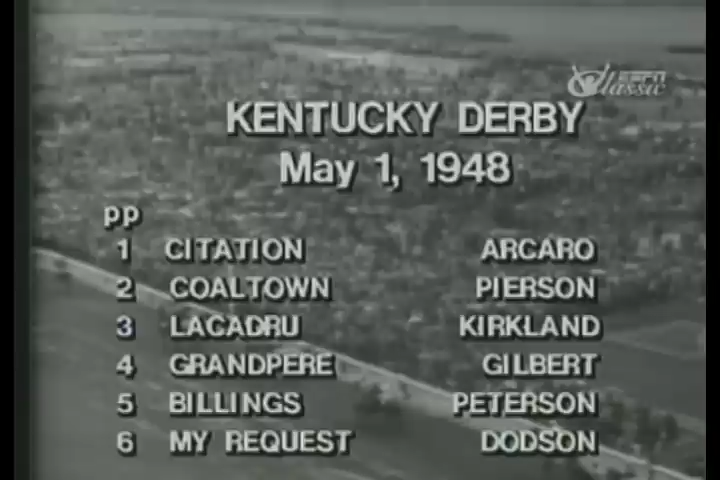 ESPN
Classic
KENTUCKY DERBY
May 1, 1948
pp
1 CITATION ARCARO
2 COALTOWN PIERSON
3 LACADRU KIRKLAND
4 GRANDPERE GILBERT
5 BILLINGS PETERSON
6 MY REQUEST DODSON